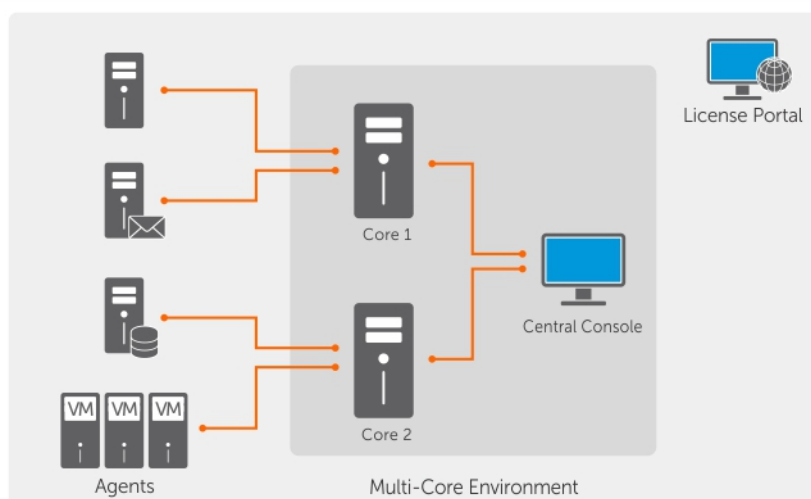 License Portal
Core 1
Central Console
Core 2
VM VM VM
Agents
Multi-Core Environment